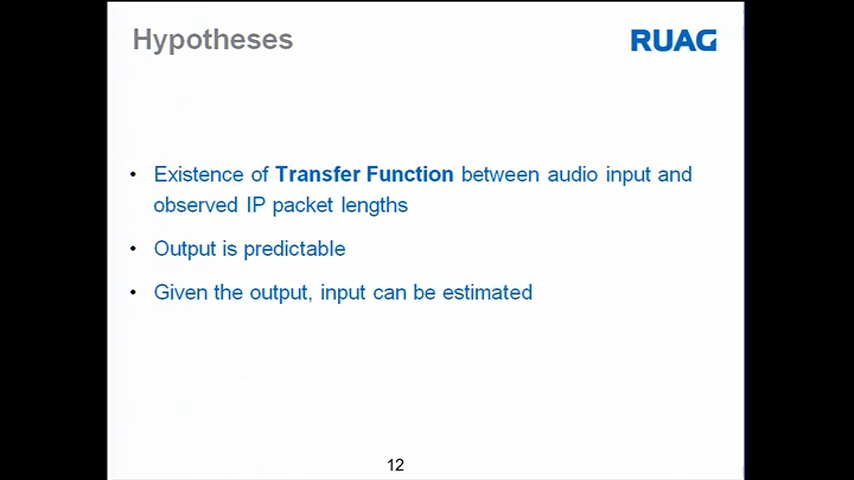 Hypotheses
RUAG
• Existence of Transfer Function between audio input and
observed IP packet lengths
• Output is predictable
• Given the output, input can be estimated
12